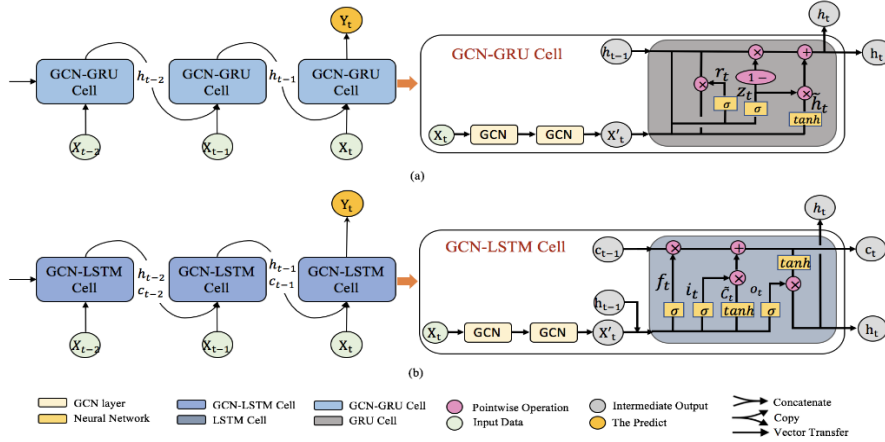 Y_t
GCN-GRU Cell
GCN-GRU Cell
GCN-GRU Cell
h_{t-2}
h_{t-1}
X_{t-2}
X_{t-1}
X_t
GCN-GRU Cell
h_{t-1}
h_t
h_t
r_t
1 −
z_t
h̃_t
×
+
×
×
σ
σ
tanh
X_t
GCN
GCN
X'_t
(a)
Y_t
GCN-LSTM Cell
GCN-LSTM Cell
GCN-LSTM Cell
h_{t-2}
c_{t-2}
h_{t-1}
c_{t-1}
X_{t-2}
X_{t-1}
X_t
GCN-LSTM Cell
c_{t-1}
h_t
c_t
×
+
tanh
f_t
i_t
×
C̃_t
o_t
×
h_{t-1}
σ
σ
tanh
σ
X_t
GCN
GCN
X'_t
h_t
(b)
GCN layer
Neural Network
GCN-LSTM Cell
LSTM Cell
GCN-GRU Cell
GRU Cell
Pointwise Operation
Input Data
Intermediate Output
The Predict
Concatenate
Copy
Vector Transfer